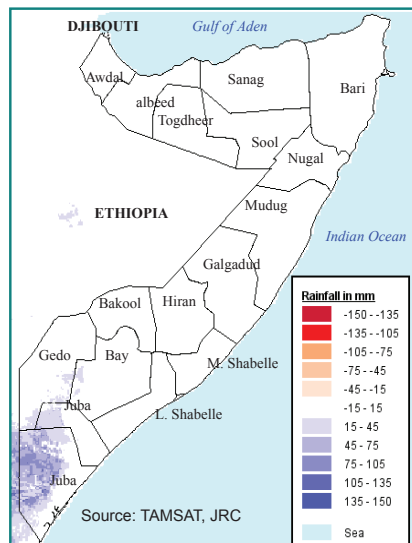 DJIBOUTI
Gulf of Aden
Awdal
Sanag
Bari
albeed
Togdheer
Sool
Nugal
ETHIOPIA
Mudug
Indian Ocean
Galgadud
Bakool
Hiran
Gedo
Bay
M. Shabelle
Juba
L. Shabelle
Juba
Source: TAMSAT, JRC
Rainfall in mm
-150 - -135
-135 - -105
-105 - -75
-75 - -45
-45 - -15
-15 - 15
15 - 45
45 - 75
75 - 105
105 - 135
135 - 150
Sea